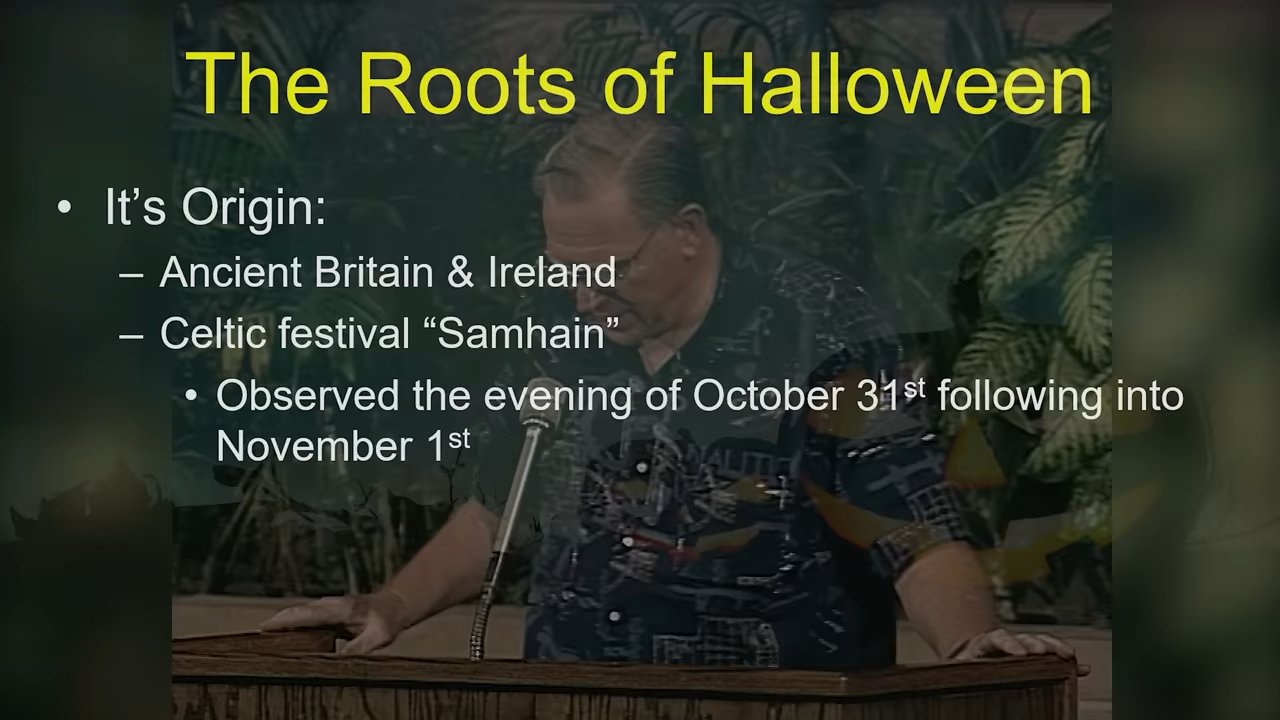 The Roots of Halloween
• It’s Origin:
– Ancient Britain & Ireland
– Celtic festival “Samhain”
• Observed the evening of October 31st following into
November 1st